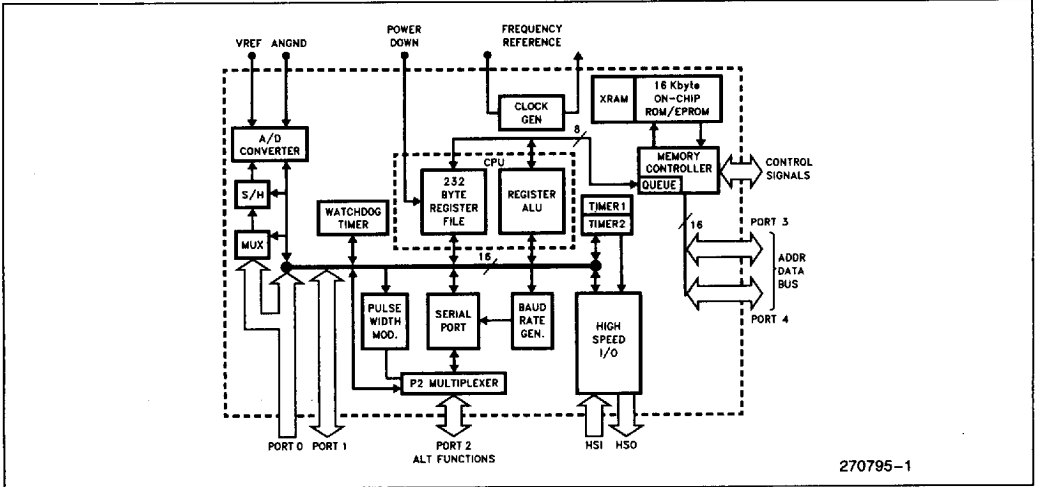 VREF ANGND
POWER
DOWN
FREQUENCY
REFERENCE
CLOCK
GEN
XRAM
16 Kbyte
ON-CHIP
ROM/EPROM
A/D
CONVERTER
8
CPU
MEMORY
CONTROLLER
QUEUE
CONTROL
SIGNALS
S/H
232
BYTE
REGISTER
FILE
REGISTER
ALU
WATCHDOG
TIMER
TIMER1
TIMER2
16
PORT 3
MUX
ADDR
DATA
BUS
16
PORT 4
PULSE
WIDTH
MOD.
SERIAL
PORT
BAUD
RATE
GEN.
HIGH
SPEED
I/O
P2 MULTIPLEXER
PORT 0 PORT 1
PORT 2
ALT FUNCTIONS
HSI HSO
270795-1